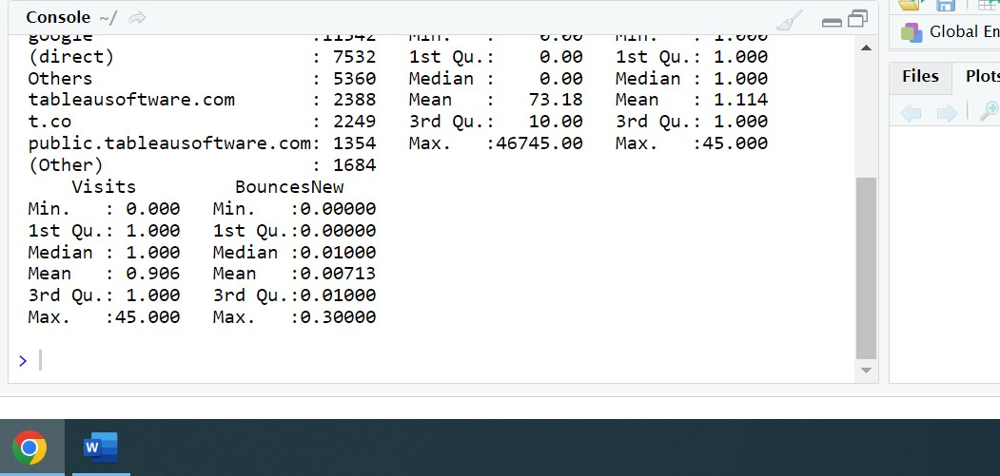 Console ~/
google :11542 Min. : 0.00 Min. : 1.000
(direct) : 7532 1st Qu.: 0.00 1st Qu.: 1.000
Others : 5360 Median : 0.00 Median : 1.000
tableausoftware.com : 2388 Mean : 73.18 Mean : 1.114
t.co : 2249 3rd Qu.: 10.00 3rd Qu.: 1.000
public.tableausoftware.com: 1354 Max. :46745.00 Max. :45.000
(Other) : 1684
Visits BouncesNew
Min. : 0.000 Min. :0.00000
1st Qu.: 1.000 1st Qu.:0.00000
Median : 1.000 Median :0.01000
Mean : 0.906 Mean :0.00713
3rd Qu.: 1.000 3rd Qu.:0.01000
Max. :45.000 Max. :0.30000
>
Global En
Files Plots
W